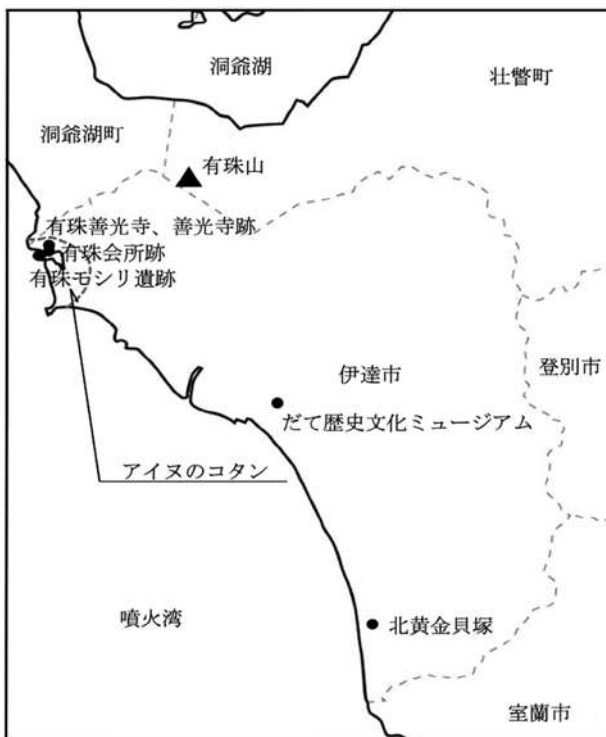 洞爺湖
壮瞥町
洞爺湖町
有珠山
有珠善光寺、善光寺跡
有珠会所跡
有珠モシリ遺跡
伊達市
登別市
だて歴史文化ミュージアム
アイヌのコタン
噴火湾
北黄金貝塚
室蘭市